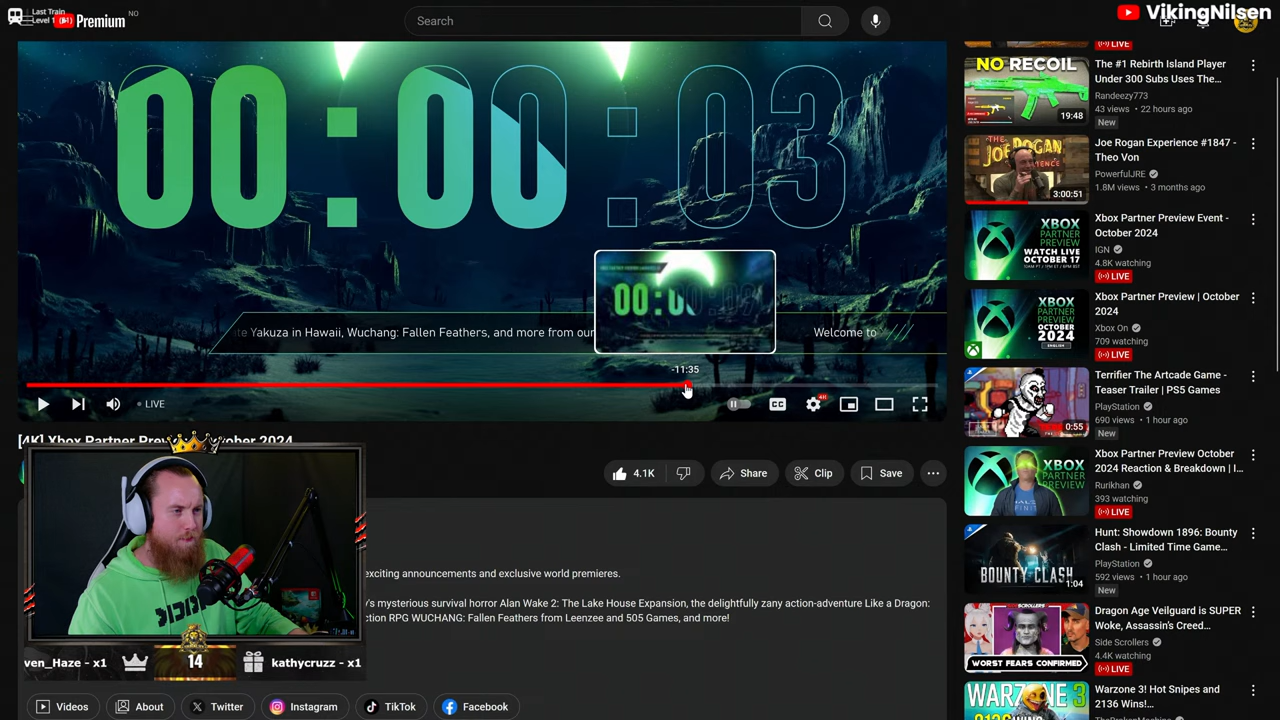 Last Train
Level 1
Premium NO
Search
VikingNilsen
00:00:03
te Yakuza in Hawaii, Wuchang: Fallen Feathers, and more from our
Welcome to
00:00:09
-11:35
LIVE
CC
[4K] Xbox Partner Prev
4.1K
Share
Clip
Save
exciting announcements and exclusive world premieres.
's mysterious survival horror Alan Wake 2: The Lake House Expansion, the delightfully zany action-adventure Like a Dragon:
ction RPG WUCHANG: Fallen Feathers from Leenzee and 505 Games, and more!
ven_Haze - x1
14
kathycruzz - x1
Videos
About
Twitter
Instagram
TikTok
Facebook
LIVE
NO RECOIL
19:48
The #1 Rebirth Island Player
Under 300 Subs Uses The...
Randeezy773
43 views • 22 hours ago
New
THE JOE ROGAN EXPERIENCE
3:00:51
Joe Rogan Experience #1847 -
Theo Von
PowerfulJRE
1.8M views • 3 months ago
XBOX
PARTNER
PREVIEW
WATCH LIVE
OCTOBER 17
Xbox Partner Preview Event -
October 2024
IGN
4.8K watching
LIVE
XBOX
PARTNER
PREVIEW
OCTOBER
2024
ENGLISH
Xbox Partner Preview | October
2024
Xbox On
709 watching
LIVE
0:55
Terrifier The Artcade Game -
Teaser Trailer | PS5 Games
PlayStation
690 views • 1 hour ago
New
XBOX
Xbox Partner Preview October
2024 Reaction & Breakdown | I...
Rurikhan
393 watching
LIVE
BOUNTY CLASH
1:04
Hunt: Showdown 1896: Bounty
Clash - Limited Time Game...
PlayStation
592 views • 1 hour ago
New
SIDE SCROLLERS
WORST FEARS CONFIRMED
Dragon Age Veilguard is SUPER
Woke, Assassin's Creed...
Side Scrollers
4.4K watching
LIVE
WARZONE 3
Warzone 3! Hot Snipes and
2136 Wins!...